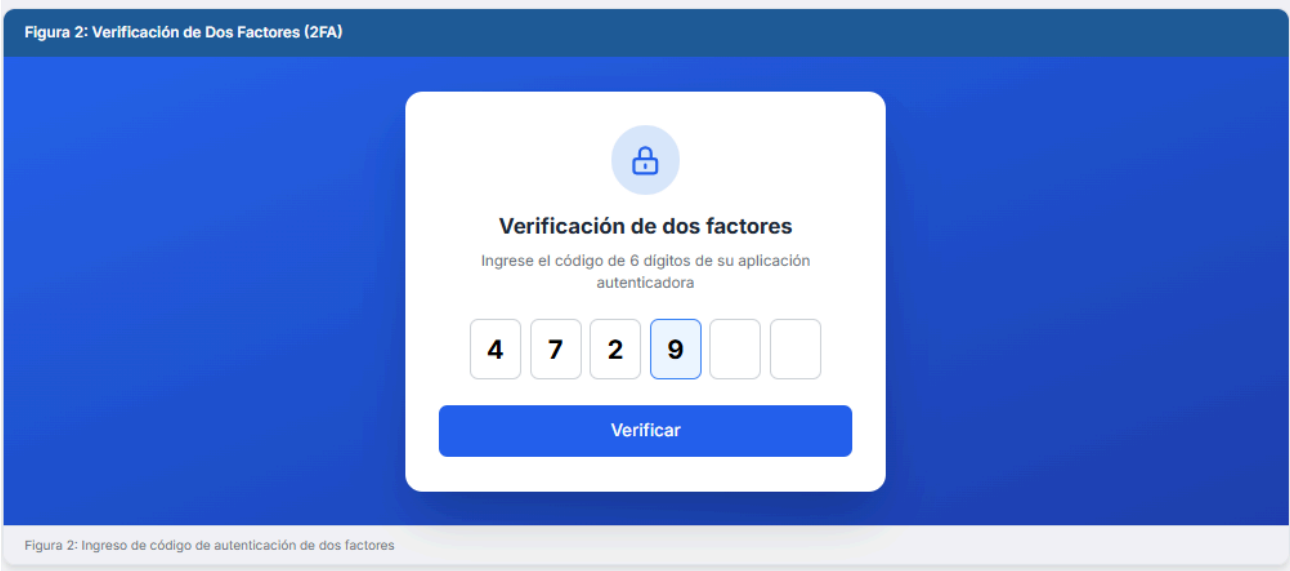 Figura 2: Verificación de Dos Factores (2FA)
Verificación de dos factores
Ingrese el código de 6 dígitos de su aplicación
autenticadora
4 7 2 9
Verificar
Figura 2: Ingreso de código de autenticación de dos factores